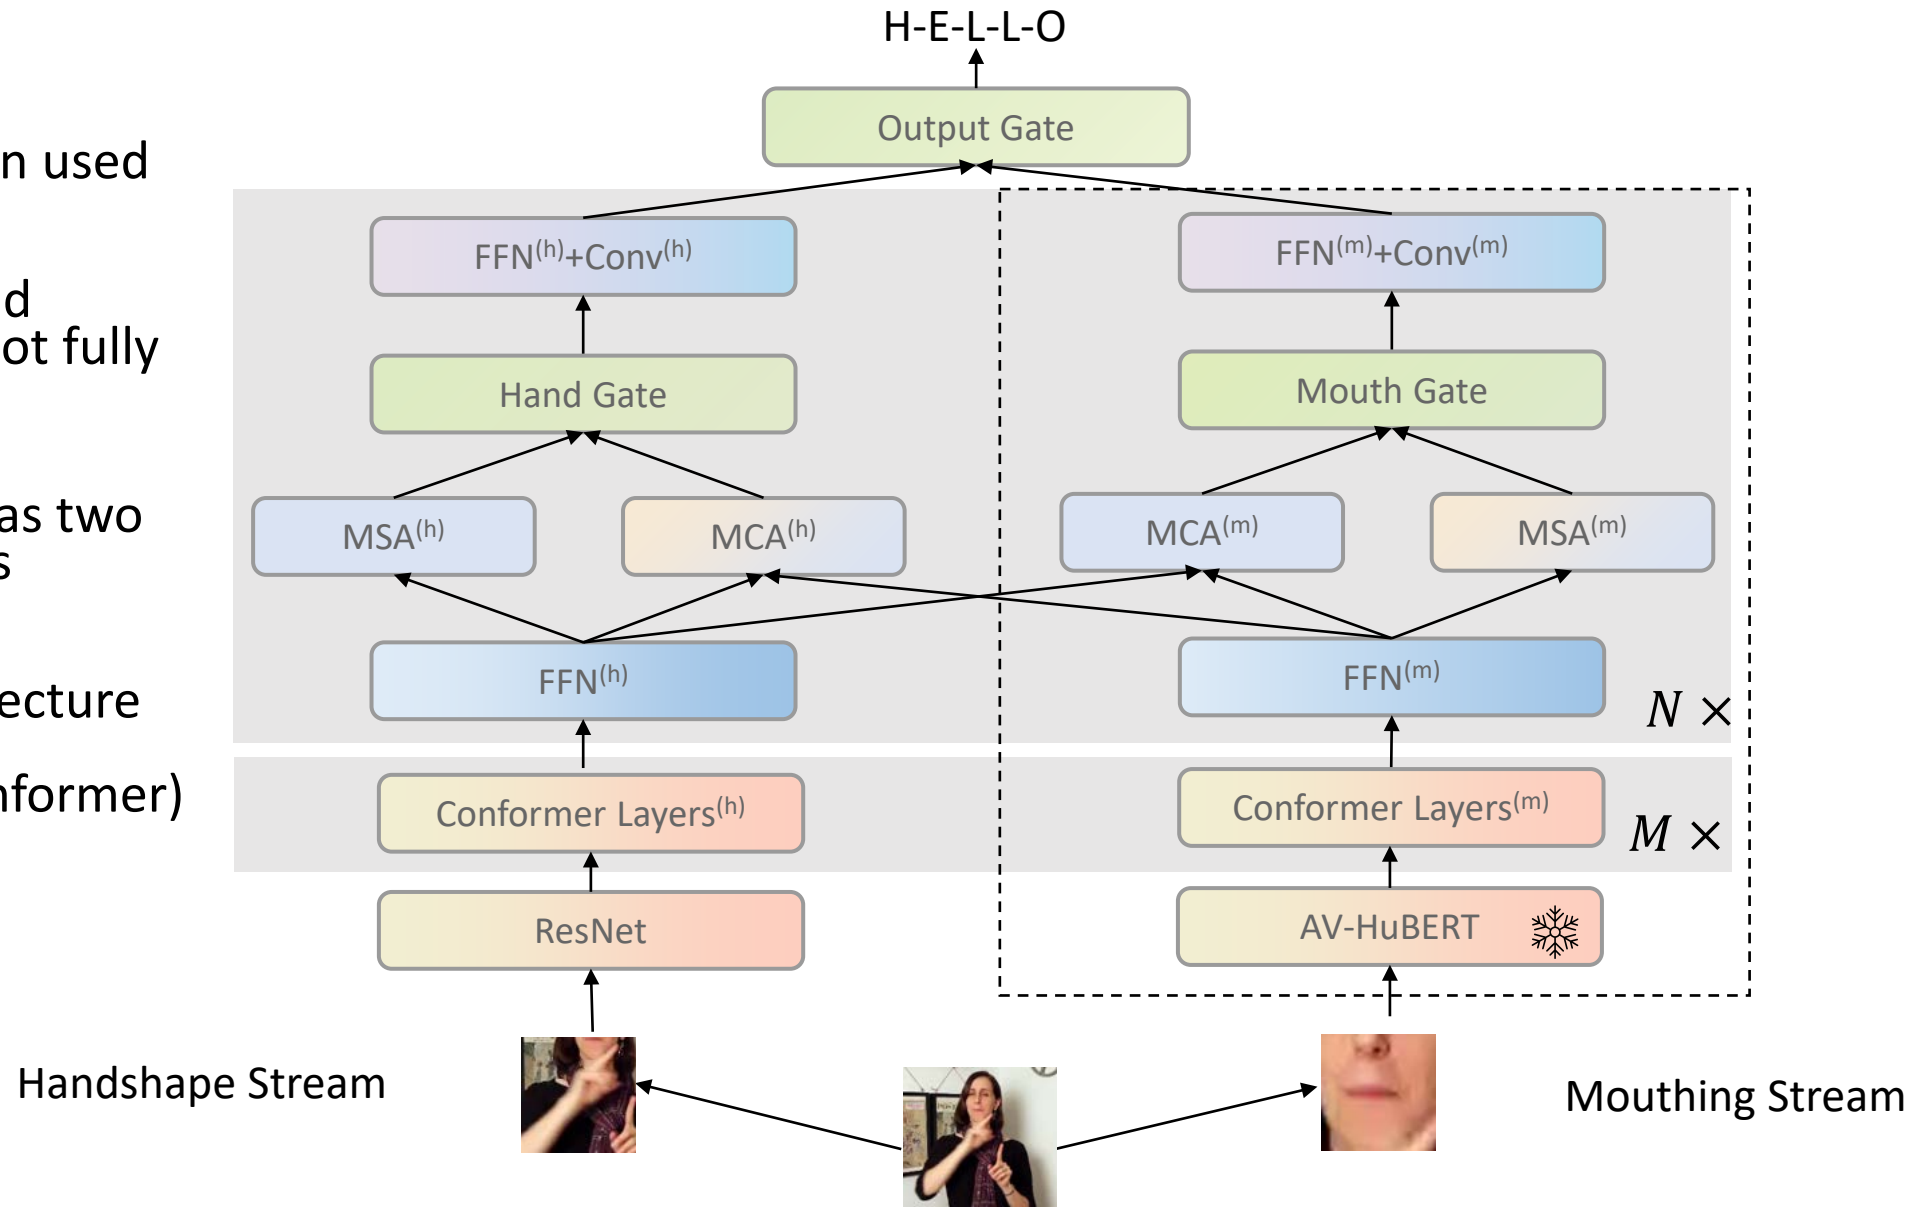 H-E-L-L-O
Output Gate
n used
FFN(h)+Conv(h)
FFN(m)+Conv(m)
d
ot fully
Hand Gate
Mouth Gate
as two
s
MSA(h)
MCA(h)
MCA(m)
MSA(m)
FFN(h)
FFN(m)
ecture
N ×
nformer)
Conformer Layers(h)
Conformer Layers(m)
M ×
ResNet
AV-HuBERT
Handshape Stream
Mouthing Stream